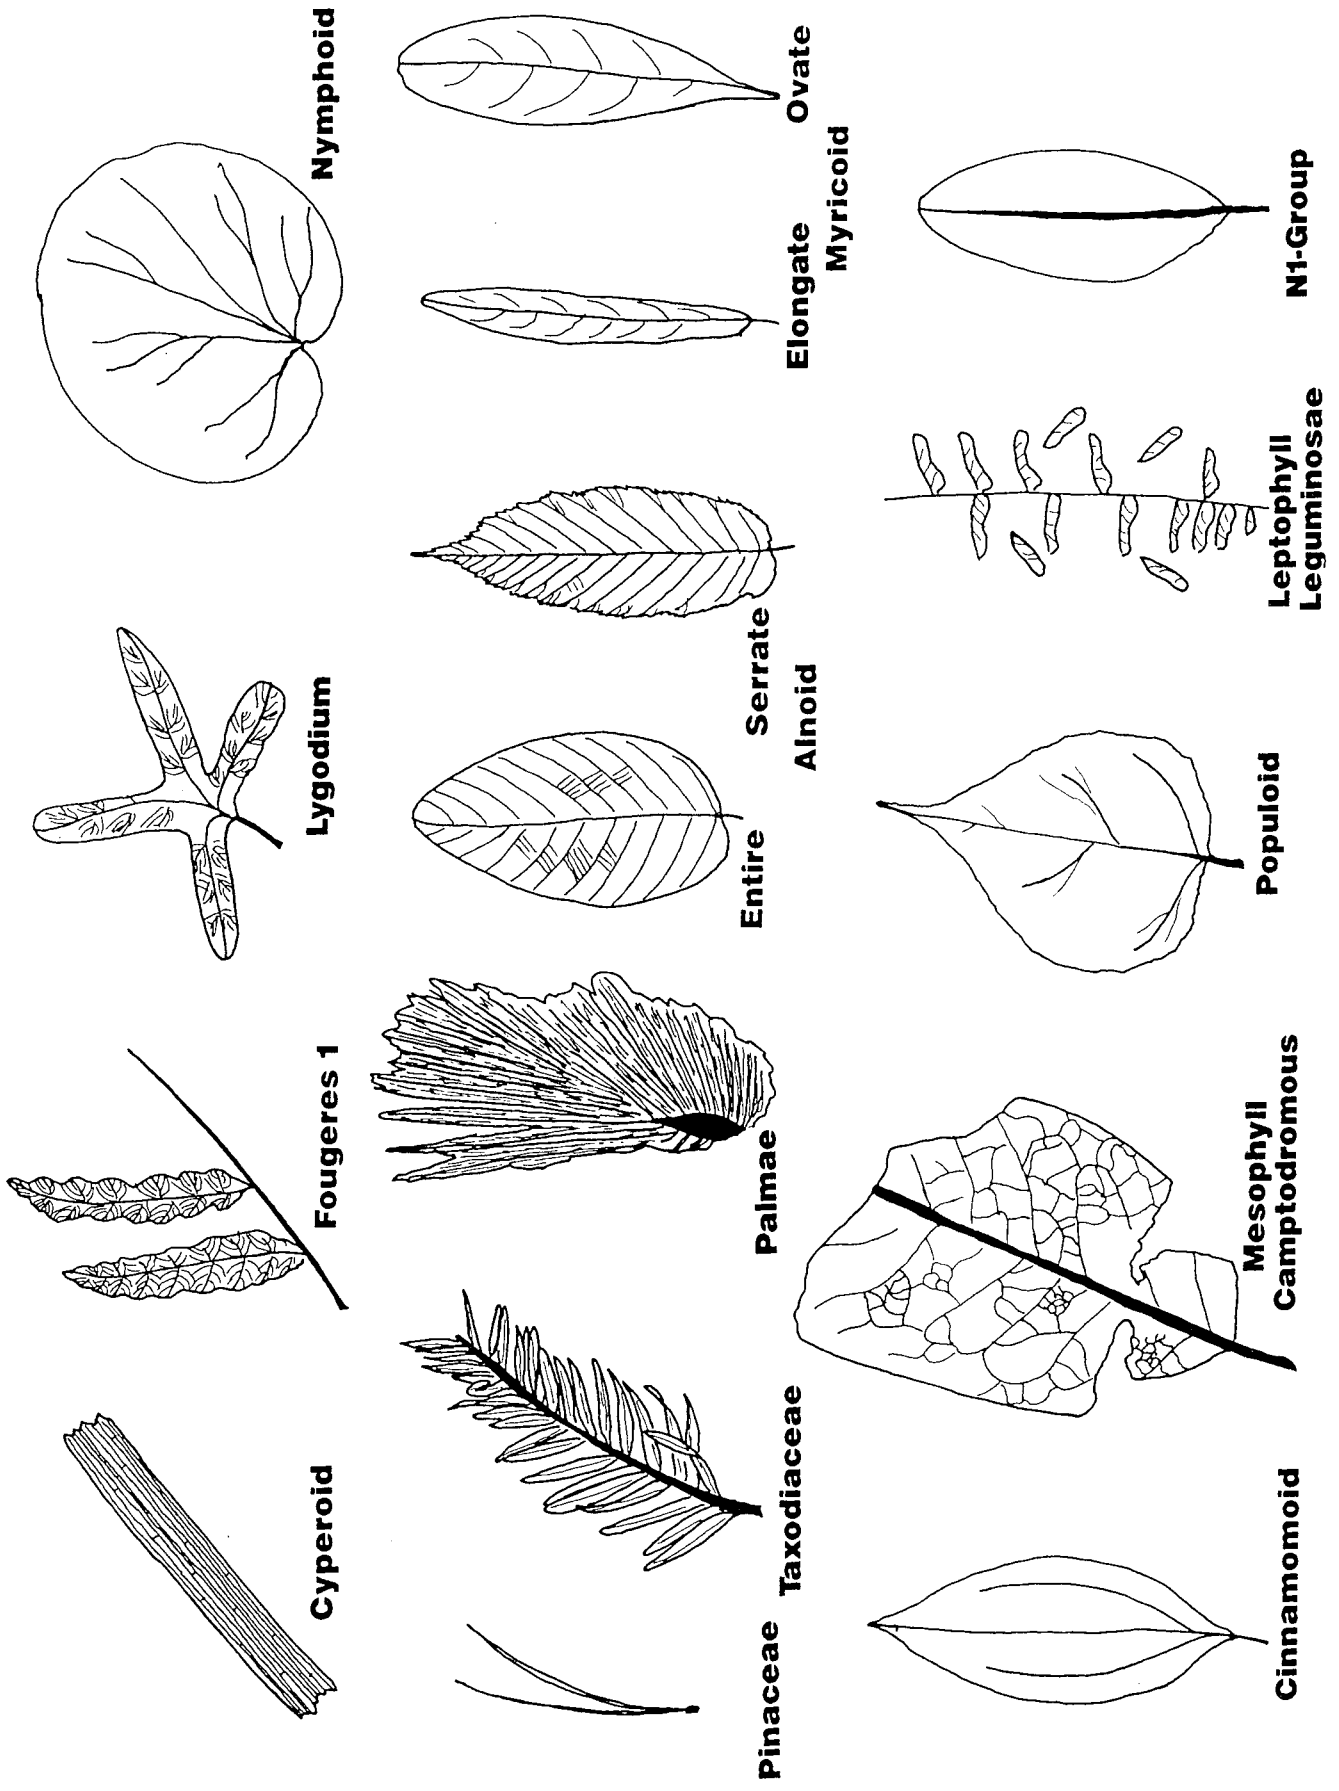 Cyperoid
Fougeres 1
Lygodium
Nymphoid
Pinaceae
Taxodiaceae
Palmae
Entire
Serrate
Alnoid
Elongate
Ovate
Myricoid
Cinnamomoid
Mesophyll
Camptodromous
Populoid
Leptophyll
Leguminosae
N1-Group